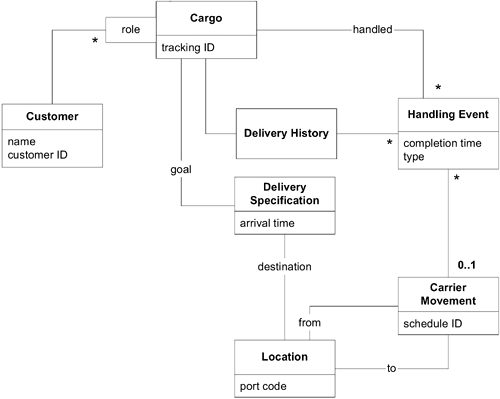 Cargo
tracking ID
role
*
handled
*
Customer
name
customer ID
Delivery History
*
Handling Event
completion time
type
*
goal
Delivery
Specification
arrival time
destination
0..1
Carrier
Movement
schedule ID
from
to
Location
port code